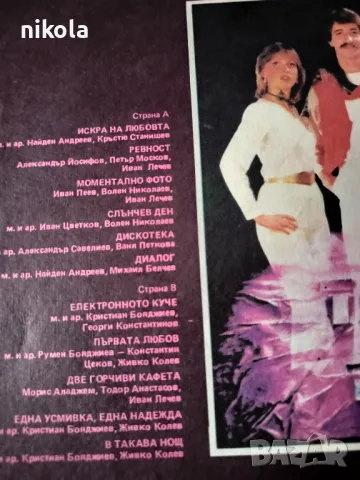 nikola
Страна А
ИСКРА НА ЛЮБОВТА
м. и ар. Найден Андреев, Кръстю Станишев
РЕВНОСТ
Александър Йосифов, Петър Москов,
Иван Лечев
МОМЕНТАЛНО ФОТО
Иван Пеев, Волен Николаев,
Иван Лечев
СЛЪНЧЕВ ДЕН
м. и ар. Иван Цветков, Волен Николаев
ДИСКОТЕКА
ар. Александър Савелиев, Ваня Петкова
ДИАЛОГ
м. и ар. Найден Андреев, Михаил Белчев
Страна В
ЕЛЕКТРОННОТО КУЧЕ
м. и ар. Кристиан Бояджиев,
Георги Константинов
ПЪРВАТА ЛЮБОВ
и ар. Румен Бояджиев — Константин
Цеков, Живко Колев
ДВЕ ГОРЧИВИ КАФЕТА
Морис Аладжем, Тодор Анастасов,
Иван Лечев
ЕДНА УСМИВКА, ЕДНА НАДЕЖДА
и ар. Кристиан Бояджиев, Живко Колев
В ТАКАВА НОЩ
и ар. Кристиан Бояджиев, Живко Колев
BAZAR